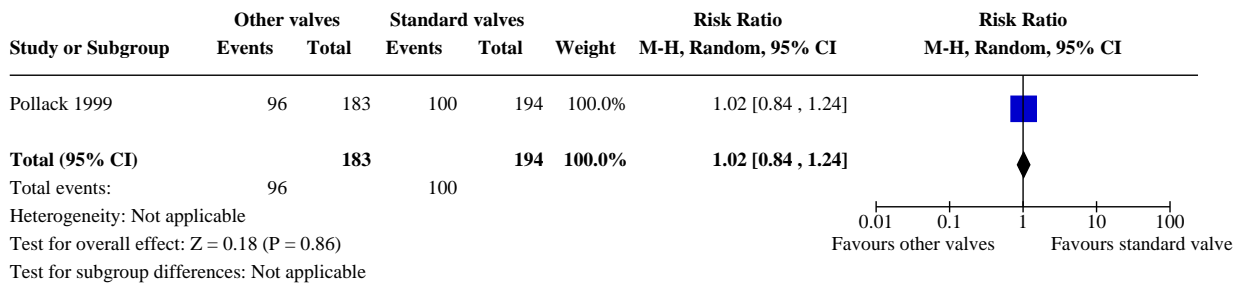 Other valves Standard valves Risk Ratio Risk Ratio
Study or Subgroup Events Total Events Total Weight M-H, Random, 95% CI M-H, Random, 95% CI
Pollack 1999 96 183 100 194 100.0% 1.02 [0.84 , 1.24]
Total (95% CI) 183 194 100.0% 1.02 [0.84 , 1.24]
Total events: 96 100
Heterogeneity: Not applicable
0.01 0.1 1 10 100
Test for overall effect: Z = 0.18 (P = 0.86)
Favours other valves Favours standard valve
Test for subgroup differences: Not applicable